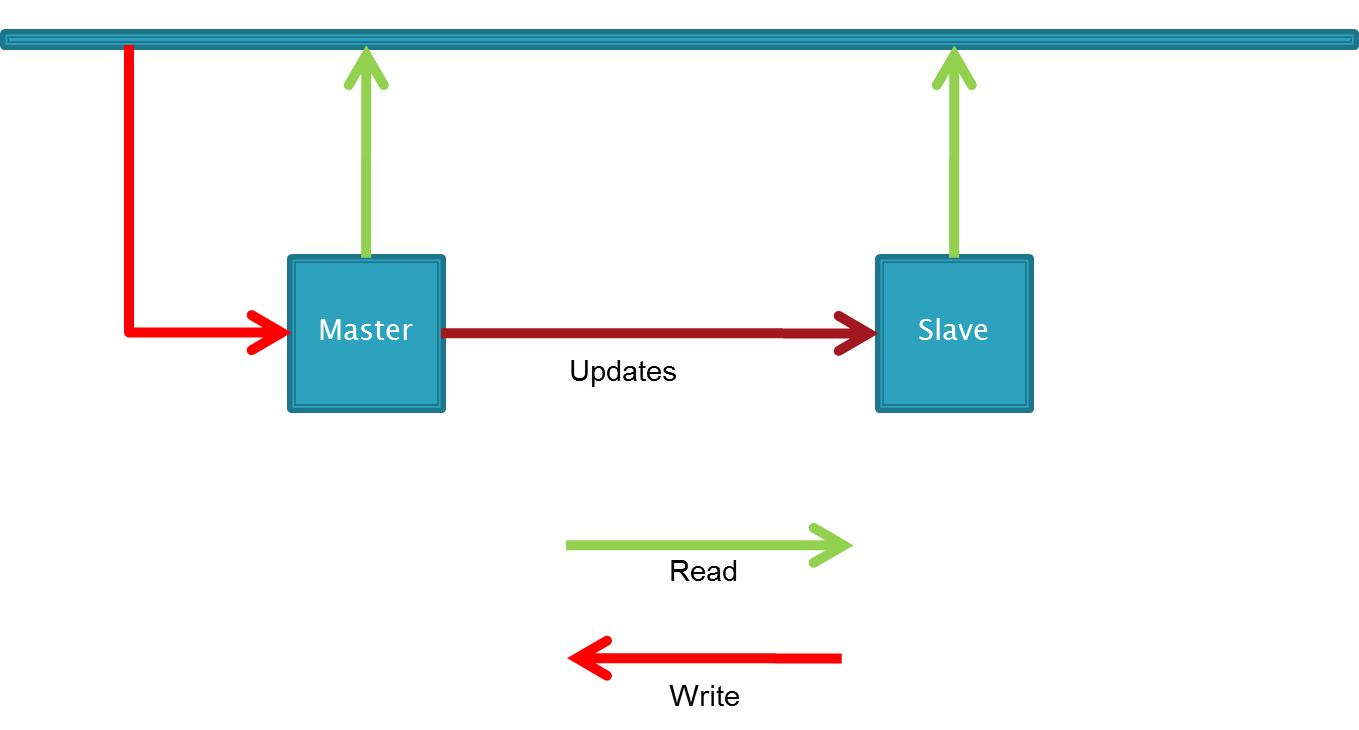 Master
Slave
Updates
Read
Write